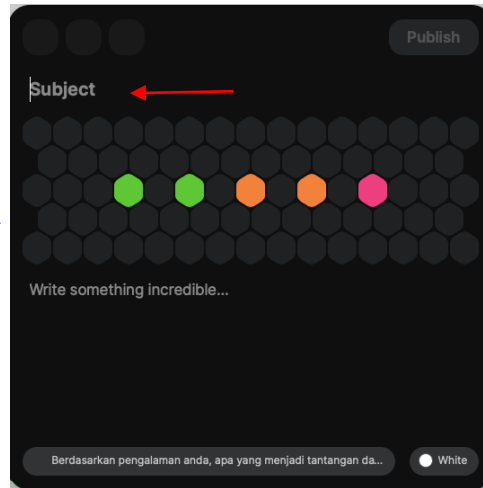 Publish
Subject
Write something incredible...
Berdasarkan pengalaman anda, apa yang menjadi tantangan da...
White